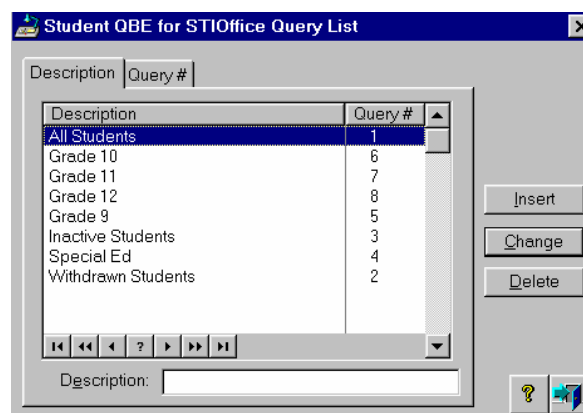 Student QBE for STIOffice Query List
Description Query #
Description Query #
All Students 1
Grade 10 6
Grade 11 7
Grade 12 8
Grade 9 5
Inactive Students 3
Special Ed 4
Withdrawn Students 2
Insert
Change
Delete
?
Description:
?